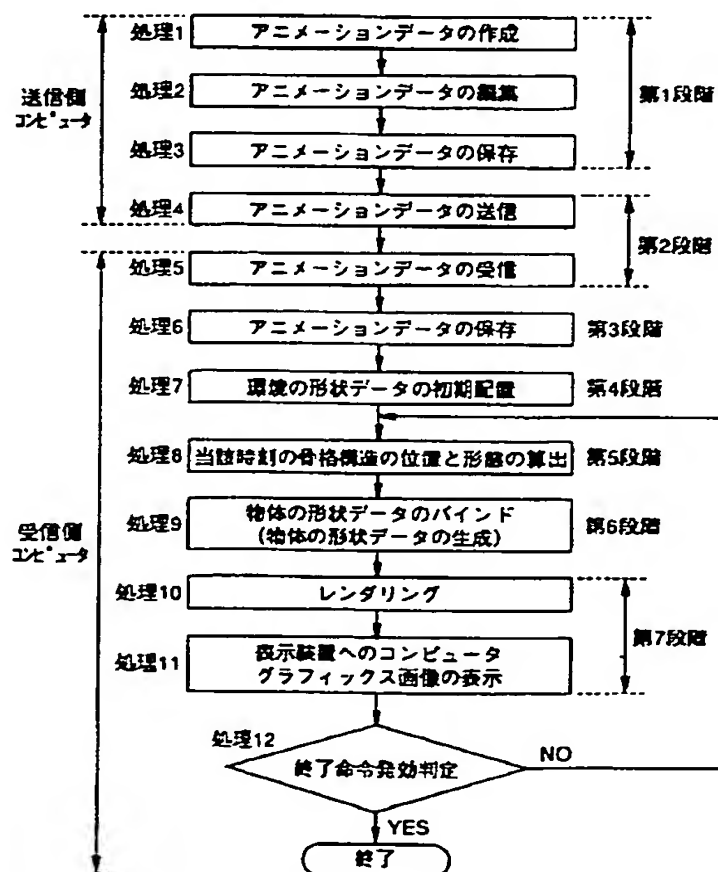 処理1 アニメーションデータの作成
送信側
コンピュータ
処理2 アニメーションデータの編集 第1段階
処理3 アニメーションデータの保存
処理4 アニメーションデータの送信
第2段階
処理5 アニメーションデータの受信
処理6 アニメーションデータの保存 第3段階
処理7 環境の形状データの初期配置 第4段階
処理8 当該時刻の骨格構造の位置と形態の算出 第5段階
受信側
コンピュータ
処理9 物体の形状データのバインド
(物体の形状データの生成) 第6段階
処理10 レンダリング
第7段階
処理11 表示装置へのコンピュータ
グラフィックス画像の表示
処理12
終了命令発効判定 NO
YES
終了